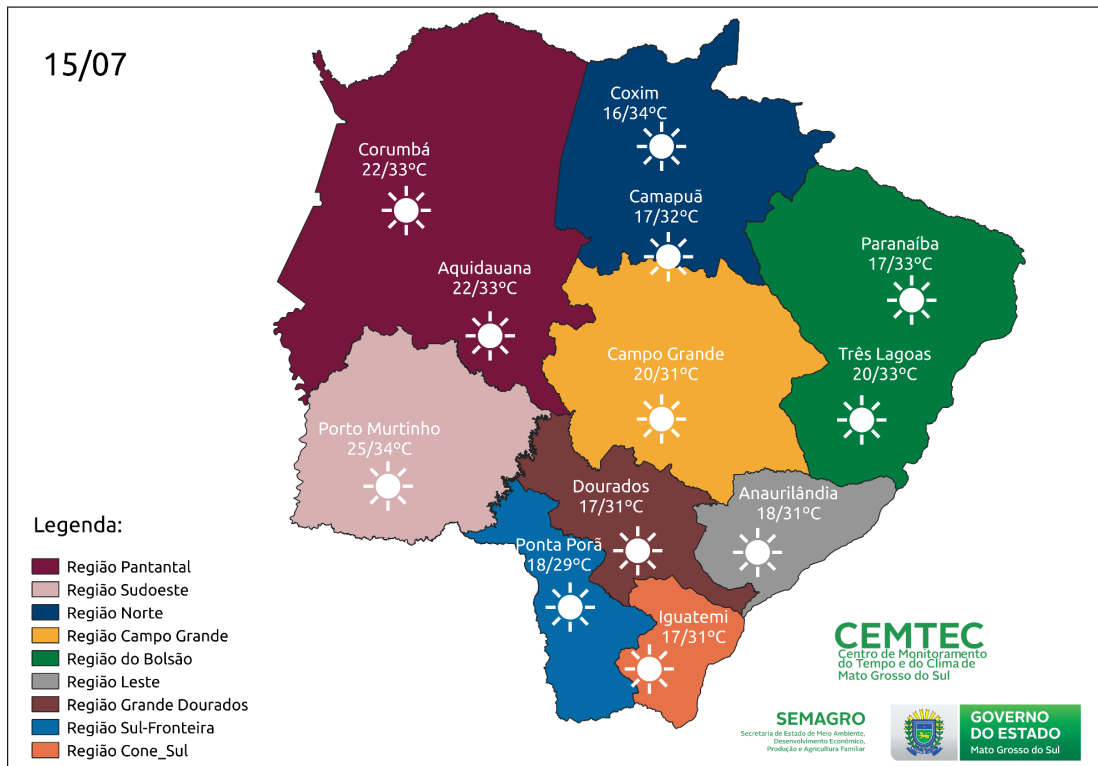 15/07
Coxim
16/34ºC
Corumbá
22/33ºC
Camapuã
17/32ºC
Paranaíba
17/33ºC
Aquidauana
22/33ºC
Campo Grande
20/31ºC
Três Lagoas
20/33ºC
Porto Murtinho
25/34ºC
Dourados
17/31ºC
Anaurilândia
18/31ºC
Ponta Porã
18/29ºC
Iguatemi
17/31ºC
Legenda:
Região Pantantal
Região Sudoeste
Região Norte
Região Campo Grande
Região do Bolsão
Região Leste
Região Grande Dourados
Região Sul-Fronteira
Região Cone_Sul
CEMTEC
Centro de Monitoramento
do Tempo e do Clima de
Mato Grosso do Sul
SEMAGRO
Secretaria de Estado de Meio Ambiente,
Desenvolvimento Econômico,
Produção e Agricultura Familiar
GOVERNO
DO ESTADO
Mato Grosso do Sul